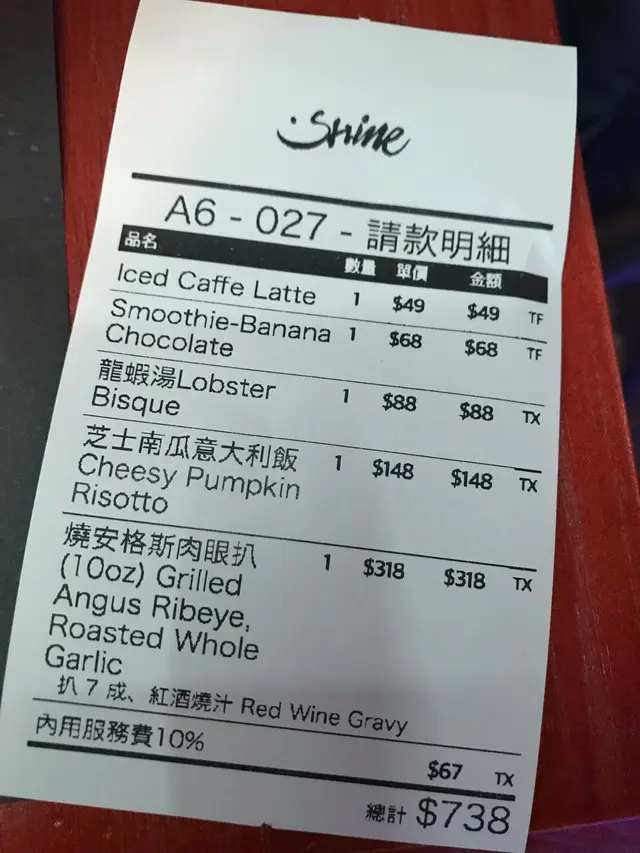 Shine
A6 - 027 - 請款明細
品名 數量 單價 金額
Iced Caffe Latte 1 $49 $49 TF
Smoothie-Banana 1 $68 $68 TF
Chocolate
龍蝦湯Lobster 1 $88 $88 TX
Bisque
芝士南瓜意大利飯 1 $148 $148 TX
Cheesy Pumpkin
Risotto
燒安格斯肉眼扒 1 $318 $318 TX
(10oz) Grilled
Angus Ribeye,
Roasted Whole
Garlic
扒 7 成、紅酒燒汁 Red Wine Gravy
內用服務費10% $67 TX
總計 $738